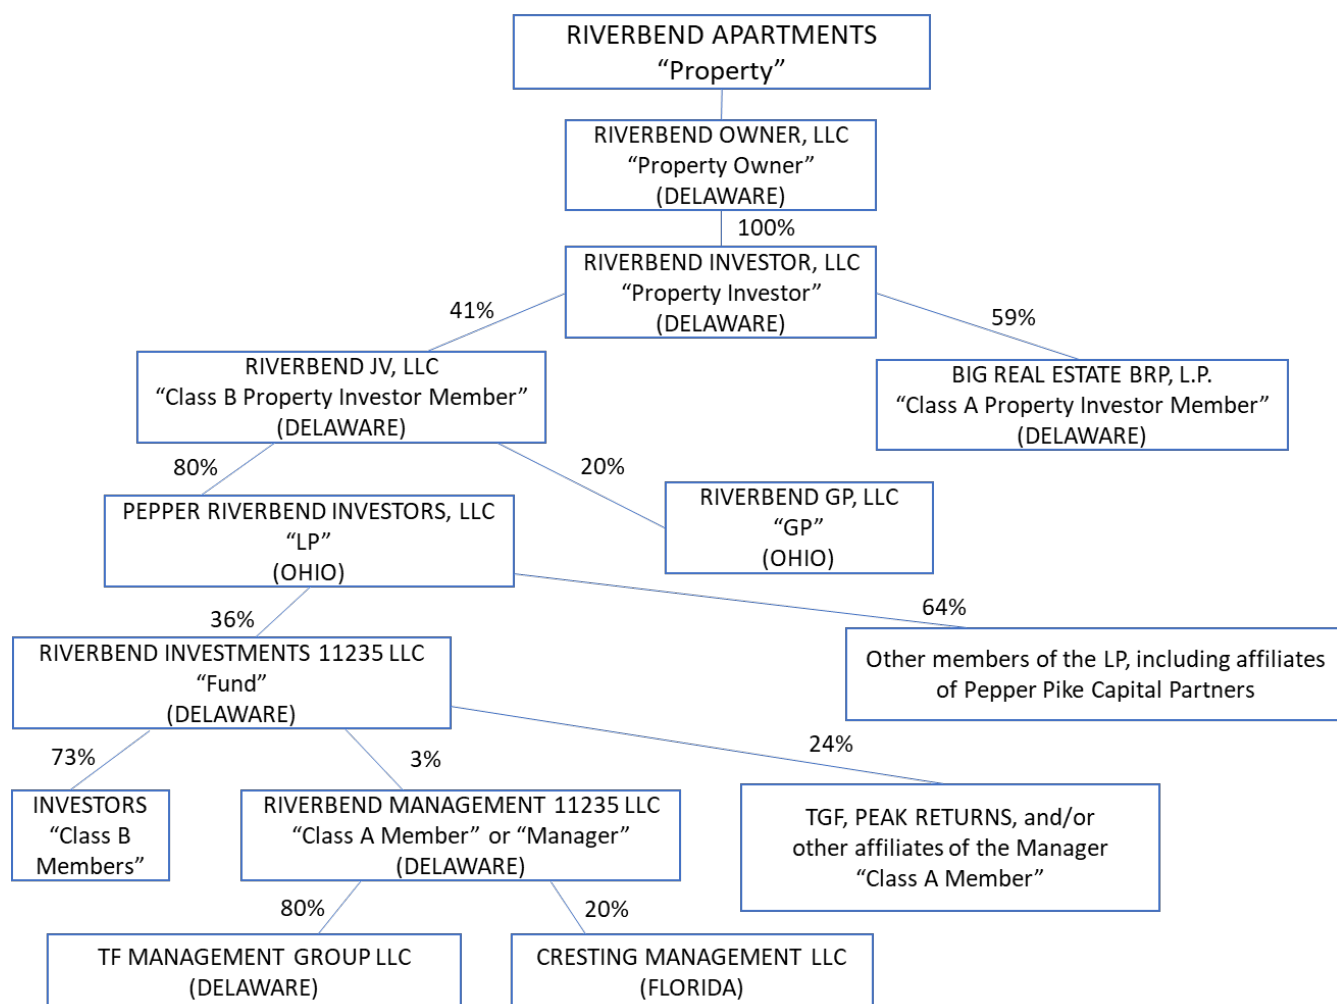 RIVERBEND APARTMENTS
“Property”
RIVERBEND OWNER, LLC
“Property Owner”
(DELAWARE)
100%
RIVERBEND INVESTOR, LLC
“Property Investor”
(DELAWARE)
41%
59%
RIVERBEND JV, LLC
“Class B Property Investor Member”
(DELAWARE)
BIG REAL ESTATE BRP, L.P.
“Class A Property Investor Member”
(DELAWARE)
80%
20%
PEPPER RIVERBEND INVESTORS, LLC
“LP”
(OHIO)
RIVERBEND GP, LLC
“GP”
(OHIO)
36%
64%
RIVERBEND INVESTMENTS 11235 LLC
“Fund”
(DELAWARE)
Other members of the LP, including affiliates
of Pepper Pike Capital Partners
73%
3%
24%
INVESTORS
“Class B
Members”
RIVERBEND MANAGEMENT 11235 LLC
“Class A Member” or “Manager”
(DELAWARE)
TGF, PEAK RETURNS, and/or
other affiliates of the Manager
“Class A Member”
80%
20%
TF MANAGEMENT GROUP LLC
(DELAWARE)
CRESTING MANAGEMENT LLC
(FLORIDA)